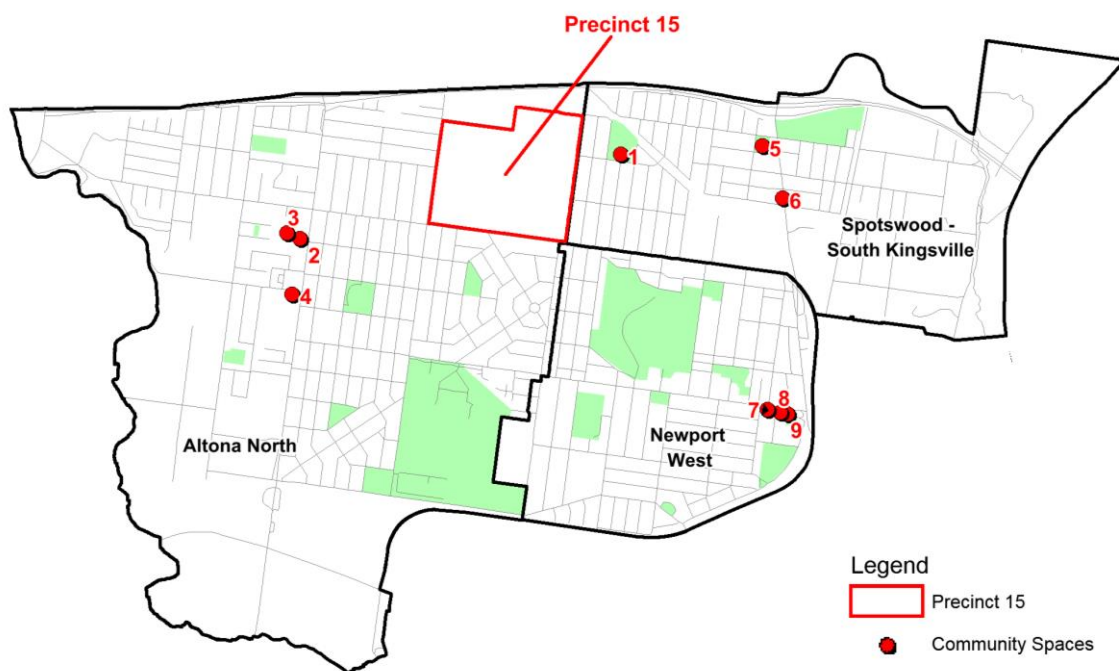 Precinct 15
1
5
6
Spotswood -
South Kingsville
3
2
4
7
8
9
Altona North
Newport
West
Legend
Precinct 15
Community Spaces